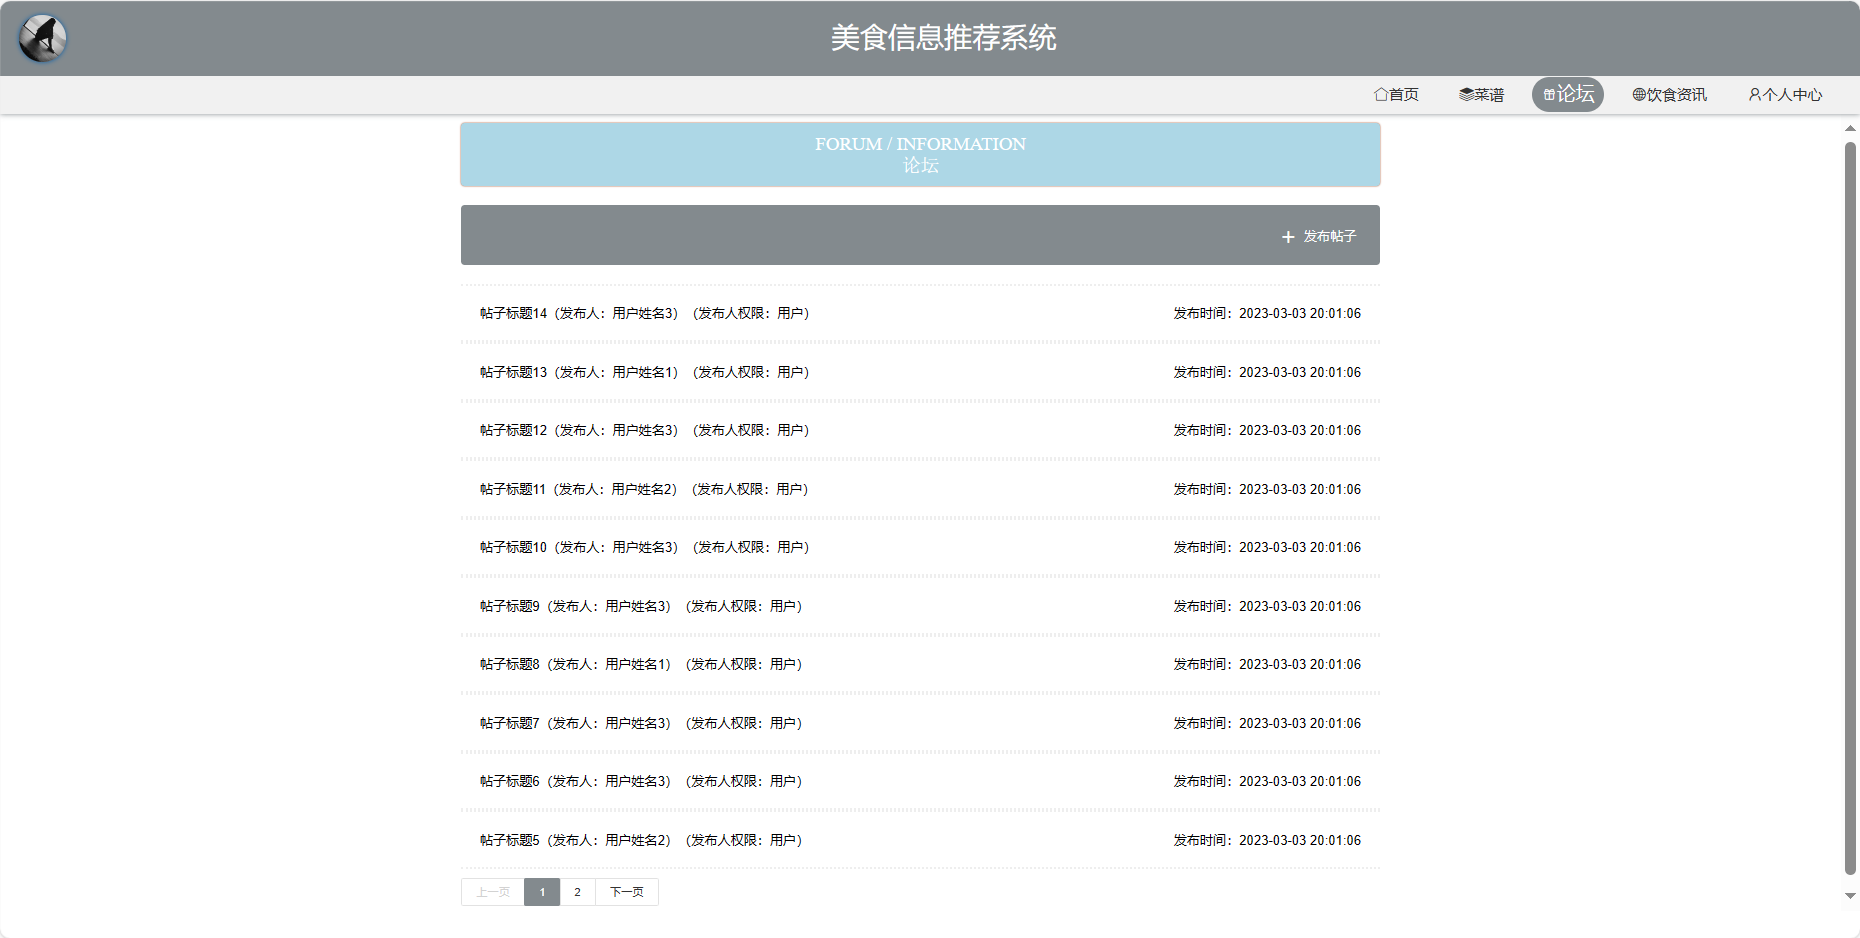 美食信息推荐系统
首页 菜谱 论坛 饮食资讯 个人中心
FORUM / INFORMATION
论坛
+ 发布帖子
帖子标题14（发布人：用户姓名3）（发布人权限：用户） 发布时间：2023-03-03 20:01:06
帖子标题13（发布人：用户姓名1）（发布人权限：用户） 发布时间：2023-03-03 20:01:06
帖子标题12（发布人：用户姓名3）（发布人权限：用户） 发布时间：2023-03-03 20:01:06
帖子标题11（发布人：用户姓名2）（发布人权限：用户） 发布时间：2023-03-03 20:01:06
帖子标题10（发布人：用户姓名3）（发布人权限：用户） 发布时间：2023-03-03 20:01:06
帖子标题9（发布人：用户姓名3）（发布人权限：用户） 发布时间：2023-03-03 20:01:06
帖子标题8（发布人：用户姓名1）（发布人权限：用户） 发布时间：2023-03-03 20:01:06
帖子标题7（发布人：用户姓名3）（发布人权限：用户） 发布时间：2023-03-03 20:01:06
帖子标题6（发布人：用户姓名3）（发布人权限：用户） 发布时间：2023-03-03 20:01:06
帖子标题5（发布人：用户姓名2）（发布人权限：用户） 发布时间：2023-03-03 20:01:06
上一页 1 2 下一页